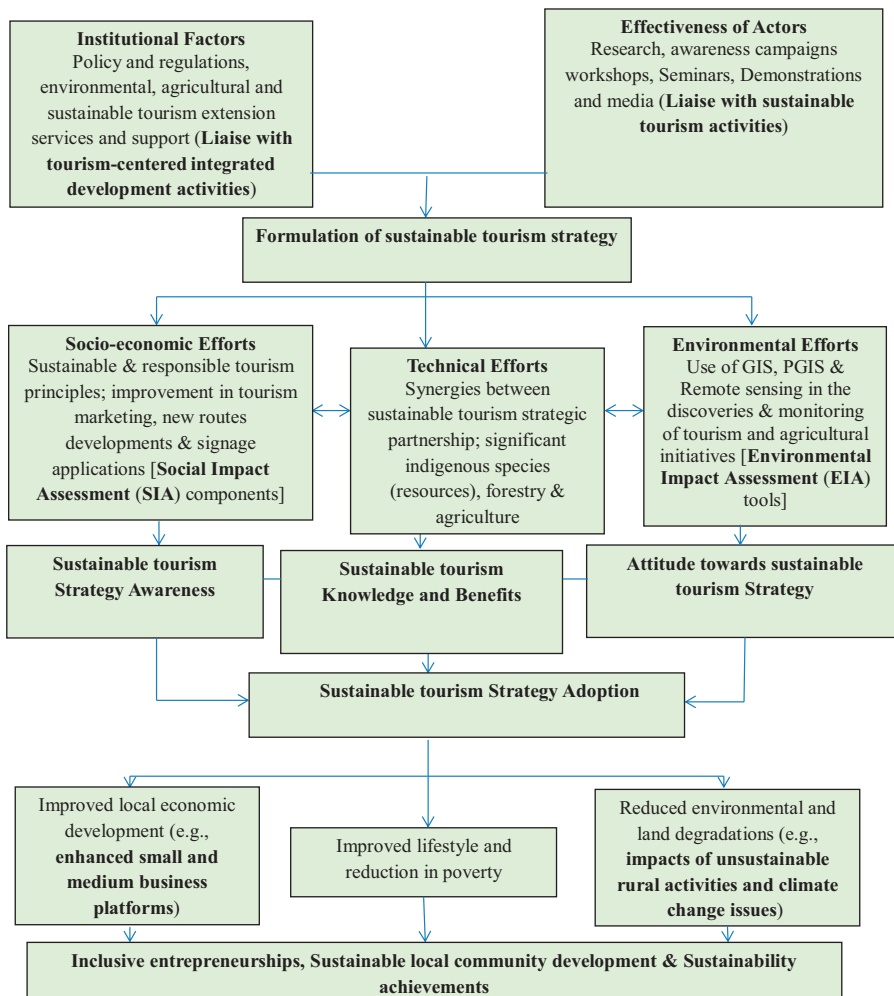 Institutional Factors
Policy and regulations,
environmental, agricultural and
sustainable tourism extension
services and support (Liaise with
tourism-centered integrated
development activities)
Effectiveness of Actors
Research, awareness campaigns
workshops, Seminars, Demonstrations
and media (Liaise with sustainable
tourism activities)
Formulation of sustainable tourism strategy
Socio-economic Efforts
Sustainable & responsible tourism
principles; improvement in tourism
marketing, new routes
developments & signage
applications [Social Impact
Assessment (SIA) components]
Technical Efforts
Synergies between
sustainable tourism strategic
partnership; significant
indigenous species
(resources), forestry &
agriculture
Environmental Efforts
Use of GIS, PGIS &
Remote sensing in the
discoveries & monitoring
of tourism and agricultural
initiatives [Environmental
Impact Assessment (EIA)
tools]
Sustainable tourism
Strategy Awareness
Sustainable tourism
Knowledge and Benefits
Attitude towards sustainable
tourism Strategy
Sustainable tourism Strategy Adoption
Improved local economic
development (e.g.,
enhanced small and
medium business
platforms)
Improved lifestyle and
reduction in poverty
Reduced environmental and
land degradations (e.g.,
impacts of unsustainable
rural activities and climate
change issues)
Inclusive entrepreneurships, Sustainable local community development & Sustainability
achievements